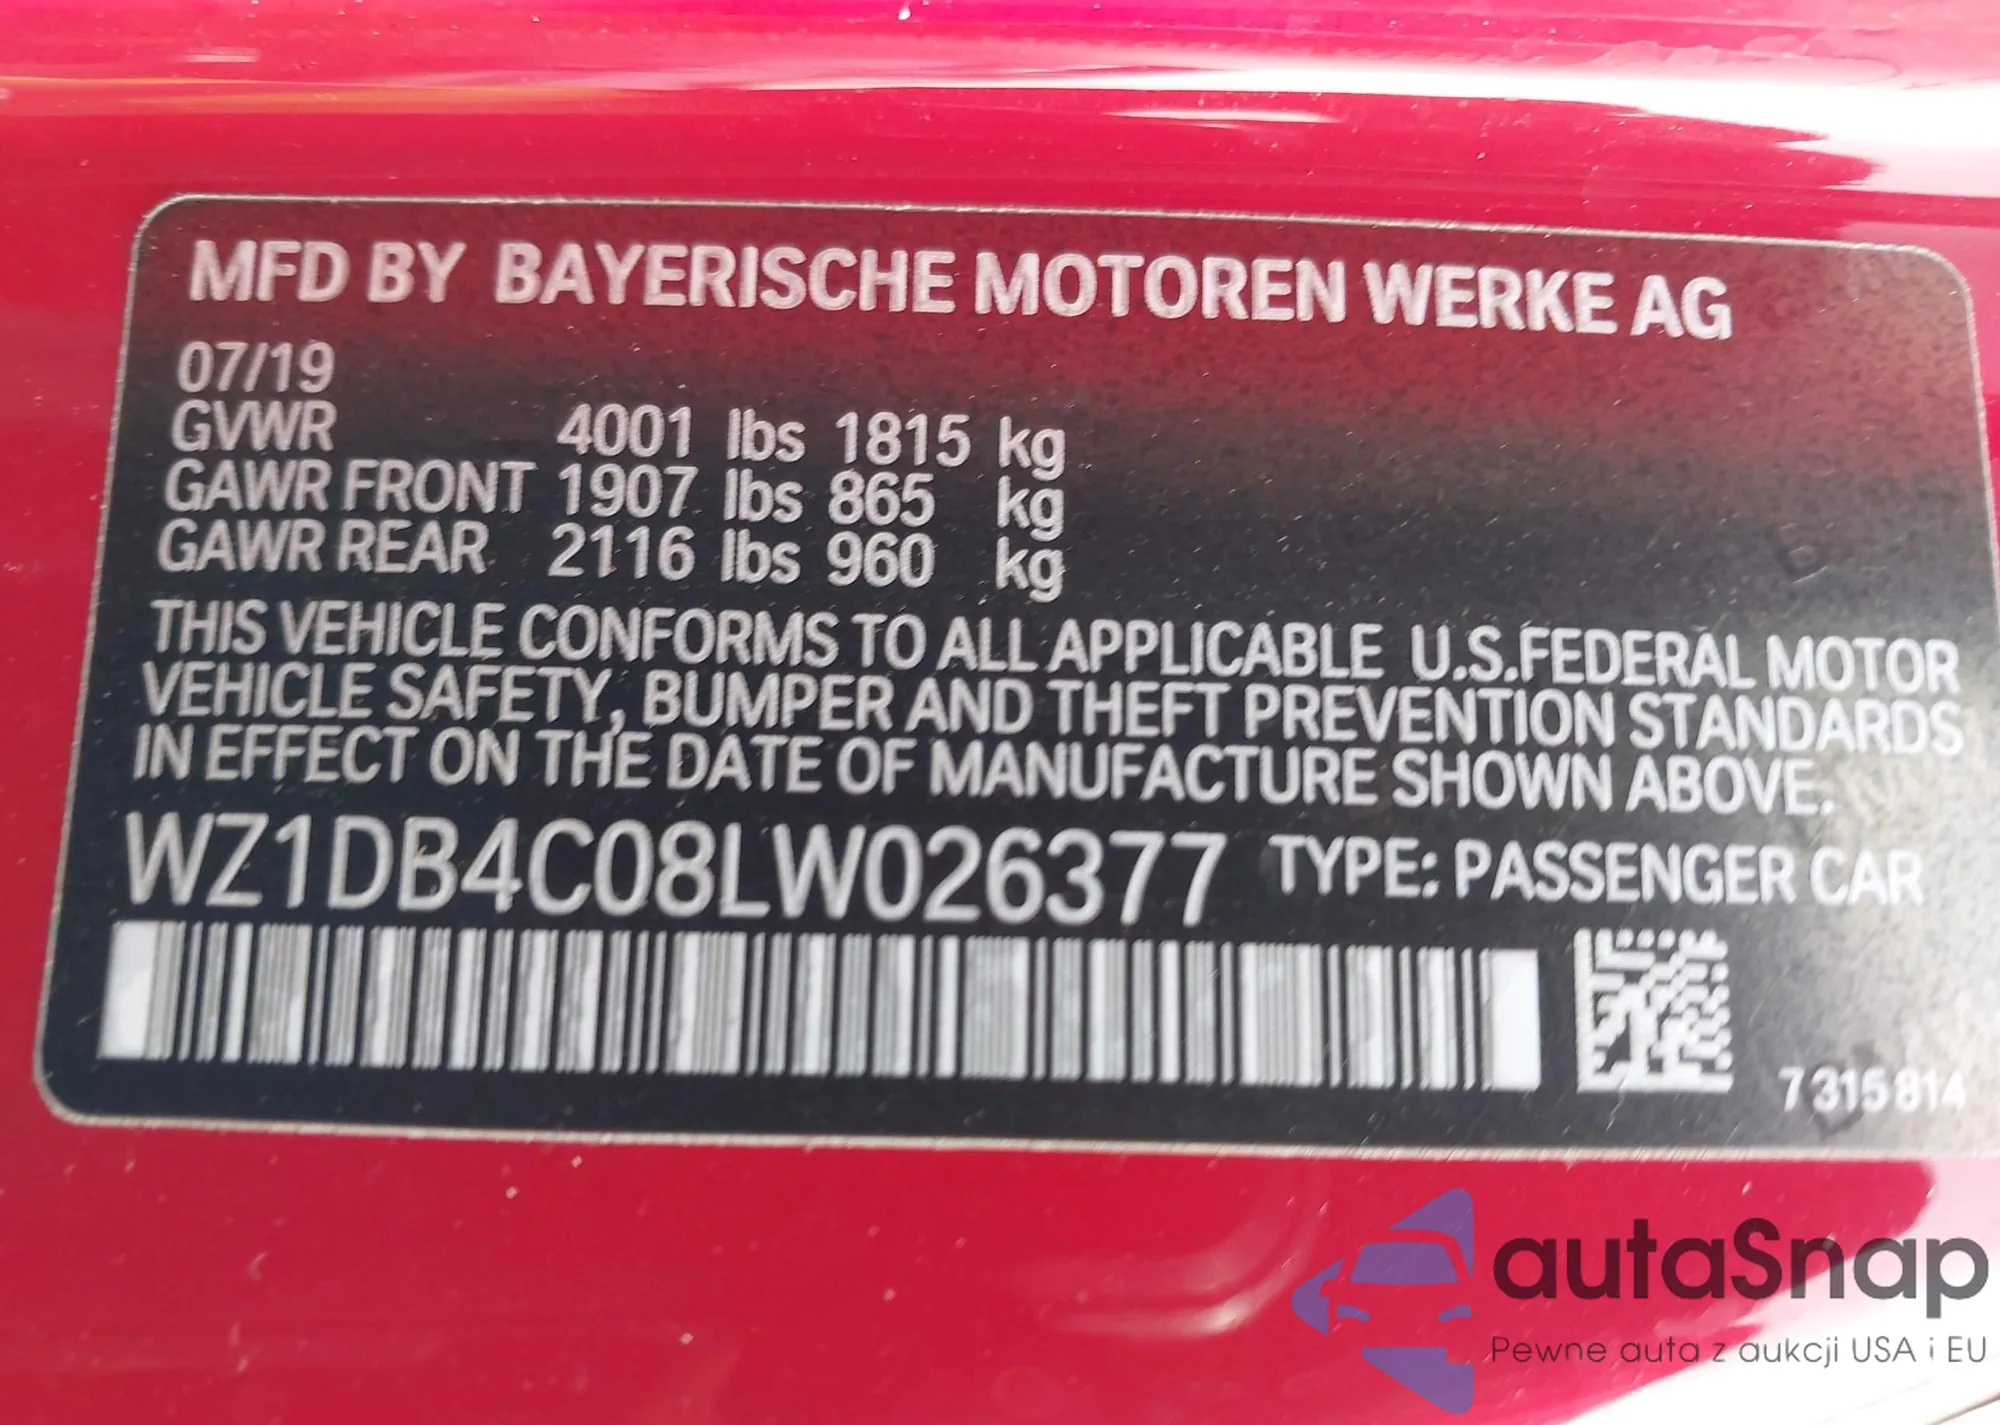 MFD BY BAYERISCHE MOTOREN WERKE AG
07/19
GVWR 4001 lbs 1815 kg
GAWR FRONT 1907 lbs 865 kg
GAWR REAR 2116 lbs 960 kg
THIS VEHICLE CONFORMS TO ALL APPLICABLE U.S.FEDERAL MOTOR
VEHICLE SAFETY, BUMPER AND THEFT PREVENTION STANDARDS
IN EFFECT ON THE DATE OF MANUFACTURE SHOWN ABOVE.
WZ1DB4C08LW026377 TYPE: PASSENGER CAR
7315814
autaSnap
Pewne auta z aukcji USA i EU